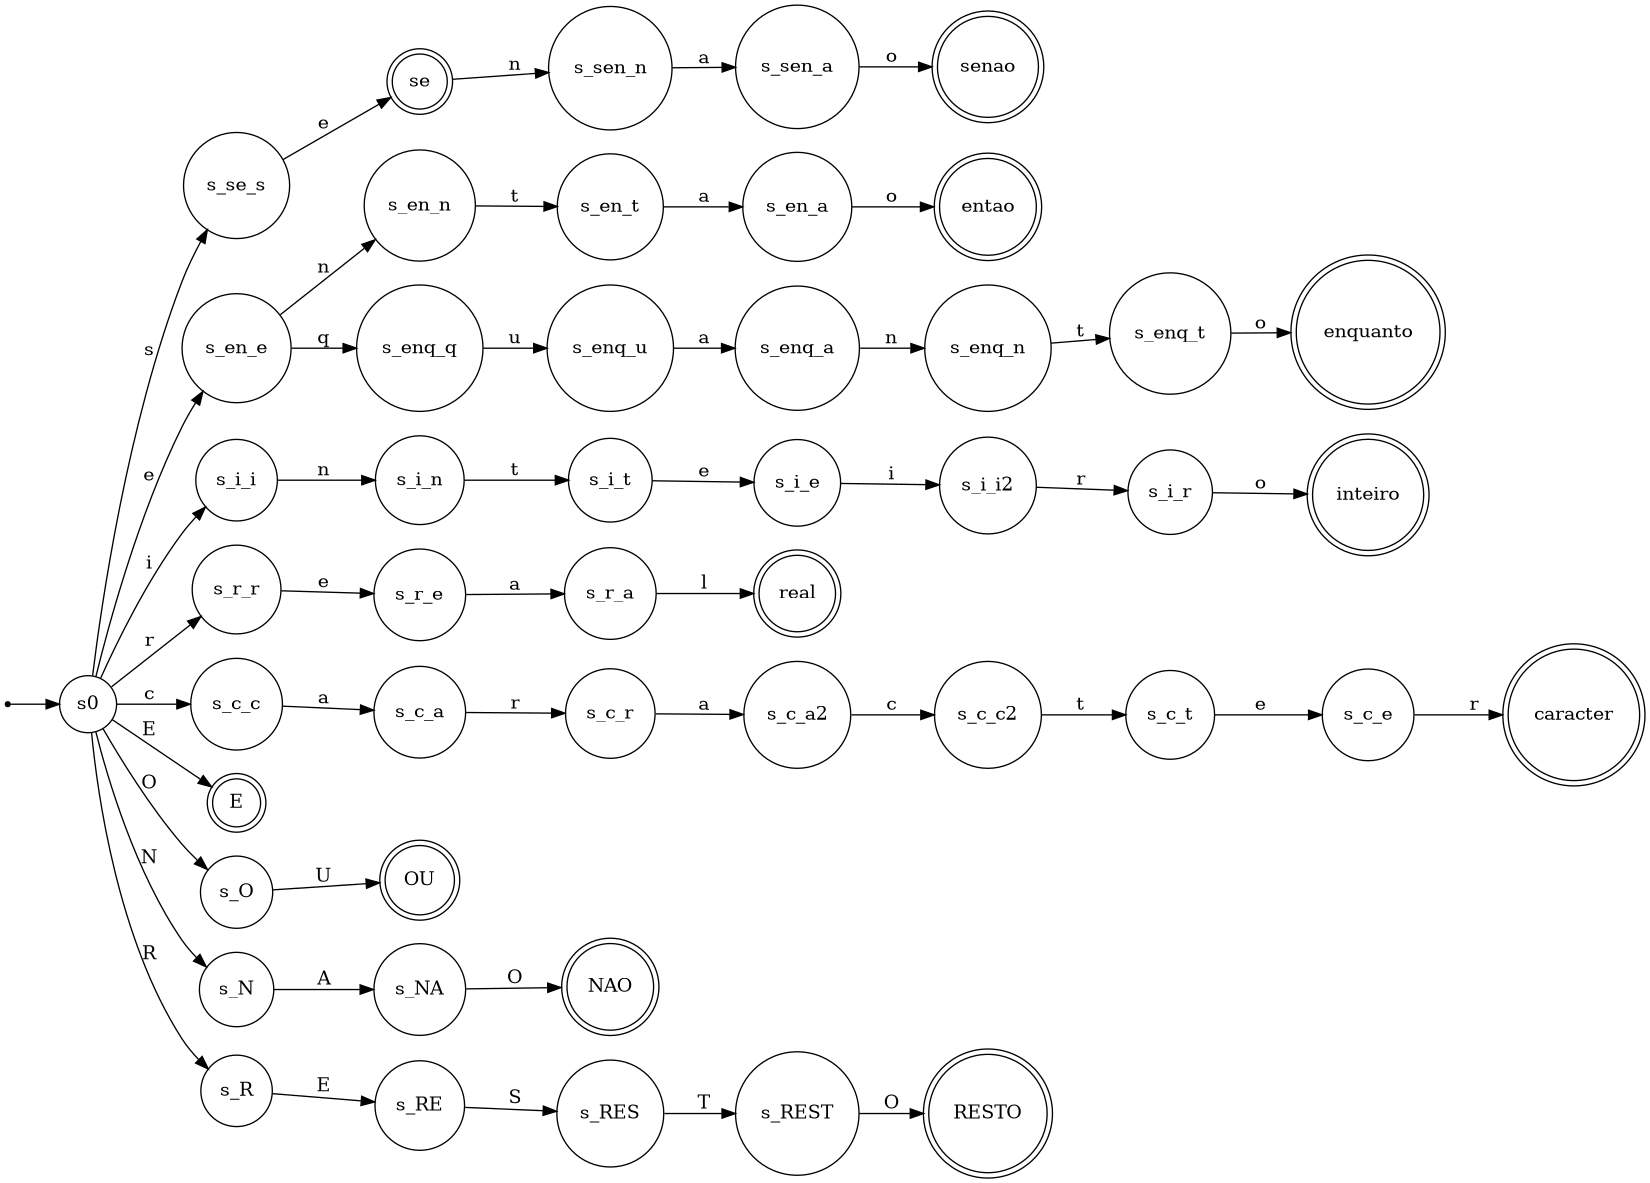 s_se_s e se n s_sen_n a s_sen_a o senao
s
s_en_e n s_en_n t s_en_t a s_en_a o entao
e
q s_enq_q u s_enq_u a s_enq_a n s_enq_n t s_enq_t o enquanto
i s_i_i n s_i_n t s_i_t e s_i_e i s_i_i2 r s_i_r o inteiro
r s_r_r e s_r_e a s_r_a l real
s0 c s_c_c a s_c_a r s_c_r a s_c_a2 c s_c_c2 t s_c_t e s_c_e r caracter
E E
O s_O U OU
N s_N A s_NA O NAO
R s_R E s_RE S s_RES T s_REST O RESTO